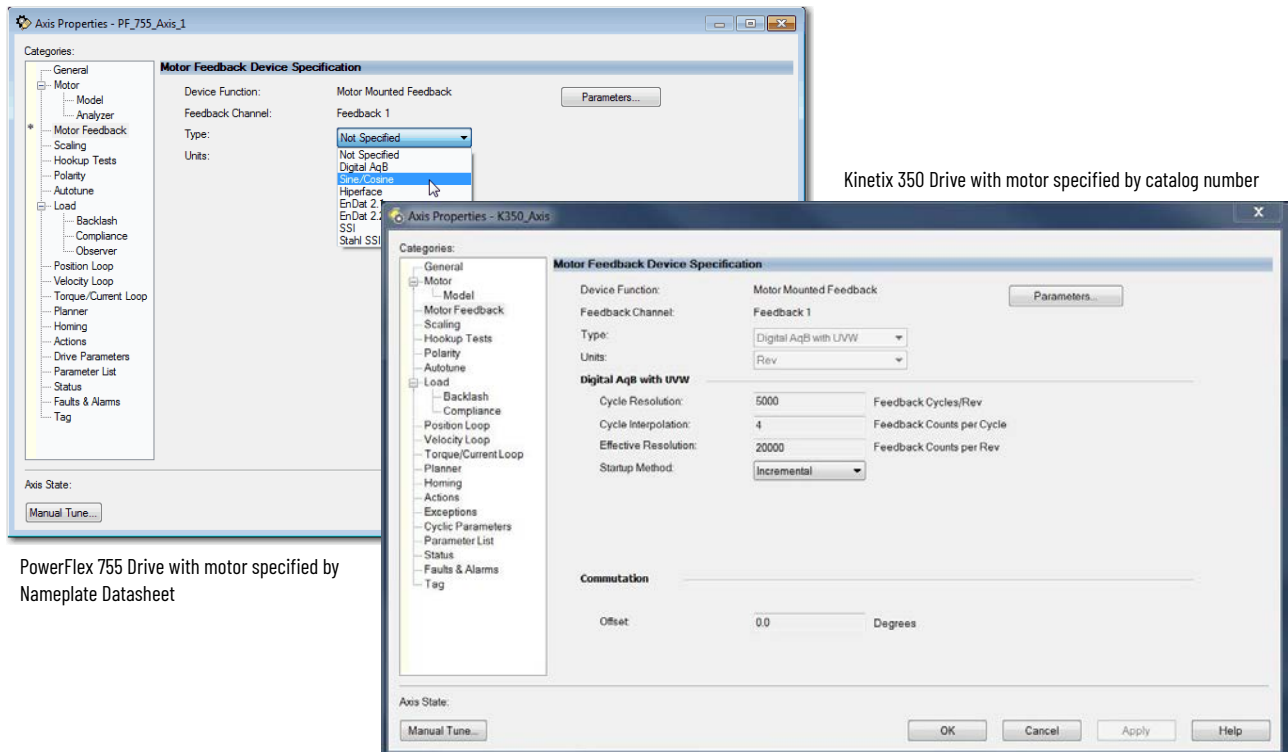 Axis Properties - PF_755_Axis_1
Categories:
General
Motor
Model
Analyzer
Motor Feedback
Scaling
Hookup Tests
Polarity
Autotune
Load
Backlash
Compliance
Observer
Position Loop
Velocity Loop
Torque/Current Loop
Planner
Homing
Actions
Drive Parameters
Parameter List
Status
Faults & Alarms
Tag
Motor Feedback Device Specification
Device Function: Motor Mounted Feedback
Parameters...
Feedback Channel: Feedback 1
Type: Not Specified
Units:
Not Specified
Digital AqB
Sine/Cosine
Hiperface
EnDat 2.1
EnDat 2.2
SSI
Stahl SSI
Axis State:
Manual Tune...
PowerFlex 755 Drive with motor specified by
Nameplate Datasheet
Kinetix 350 Drive with motor specified by catalog number
Axis Properties - K350_Axis
X
Categories:
General
Motor
Model
Motor Feedback
Scaling
Hookup Tests
Polarity
Autotune
Load
Backlash
Compliance
Position Loop
Velocity Loop
Torque/Current Loop
Planner
Homing
Actions
Exceptions
Cyclic Parameters
Parameter List
Status
Faults & Alarms
Tag
Motor Feedback Device Specification
Device Function: Motor Mounted Feedback
Parameters...
Feedback Channel: Feedback 1
Type: Digital AqB with UVW
Units: Rev
Digital AqB with UVW
Cycle Resolution: 5000 Feedback Cycles/Rev
Cycle Interpolation: 4 Feedback Counts per Cycle
Effective Resolution: 20000 Feedback Counts per Rev
Startup Method: Incremental
Commutation
Offset: 0.0 Degrees
Axis State:
Manual Tune...
OK Cancel Apply Help